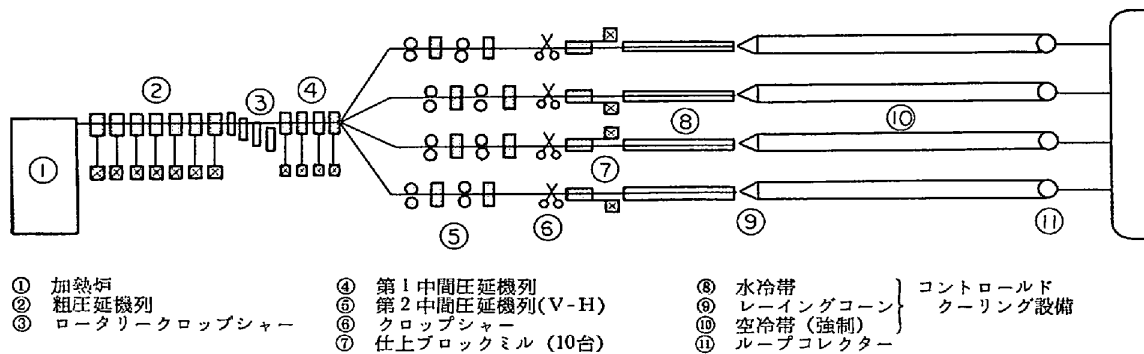 ②
③
④
①
⑧
⑩
⑦
⑤
⑥
⑨
⑪
① 加熱炉
② 粗圧延機列
③ ロータリークロップシャー
④ 第1中間圧延機列
⑤ 第2中間圧延機列(V-H)
⑥ クロップシャー
⑦ 仕上ブロックミル (10台)
⑧ 水冷帯
⑨ レーイングコーン
⑩ 空冷帯 (強制)
⑪ ループコレクター
コントロールド
クーリング設備